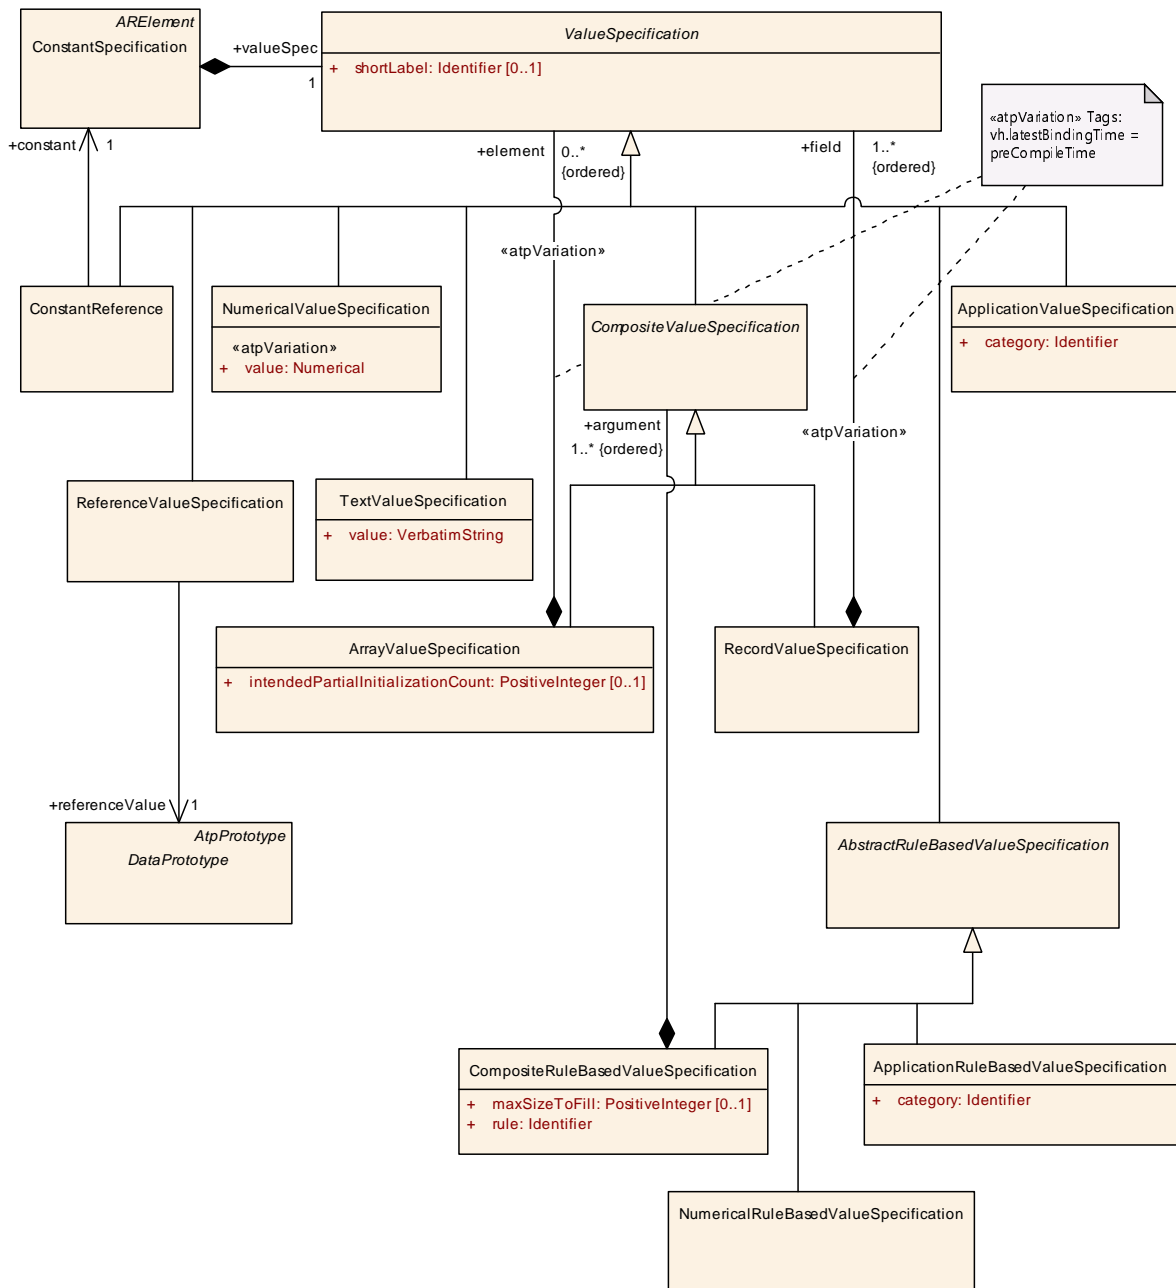 ARElement
ConstantSpecification
+valueSpec
1
ValueSpecification
+ shortLabel: Identifier [0..1]
«atpVariation» Tags:
vh.latestBindingTime =
preCompileTime
+constant 1
+element 0..*
{ordered}
+field 1..*
{ordered}
«atpVariation»
ConstantReference
NumericalValueSpecification
«atpVariation»
+ value: Numerical
CompositeValueSpecification
ApplicationValueSpecification
+ category: Identifier
+argument
1..* {ordered}
«atpVariation»
ReferenceValueSpecification
TextValueSpecification
+ value: VerbatimString
ArrayValueSpecification
+ intendedPartialInitializationCount: PositiveInteger [0..1]
RecordValueSpecification
+referenceValue 1
AtpPrototype
DataPrototype
AbstractRuleBasedValueSpecification
CompositeRuleBasedValueSpecification
+ maxSizeToFill: PositiveInteger [0..1]
+ rule: Identifier
ApplicationRuleBasedValueSpecification
+ category: Identifier
NumericalRuleBasedValueSpecification